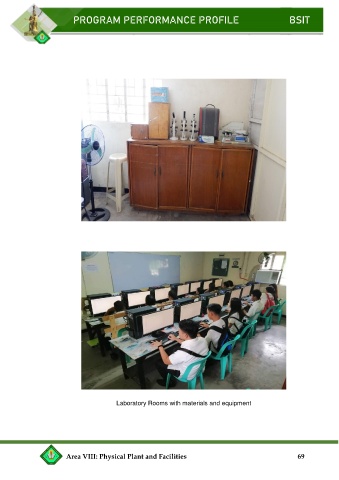 PROGRAM PERFORMANCE PROFILE BSIT
Laboratory Rooms with materials and equipment
Area VIII: Physical Plant and Facilities 69